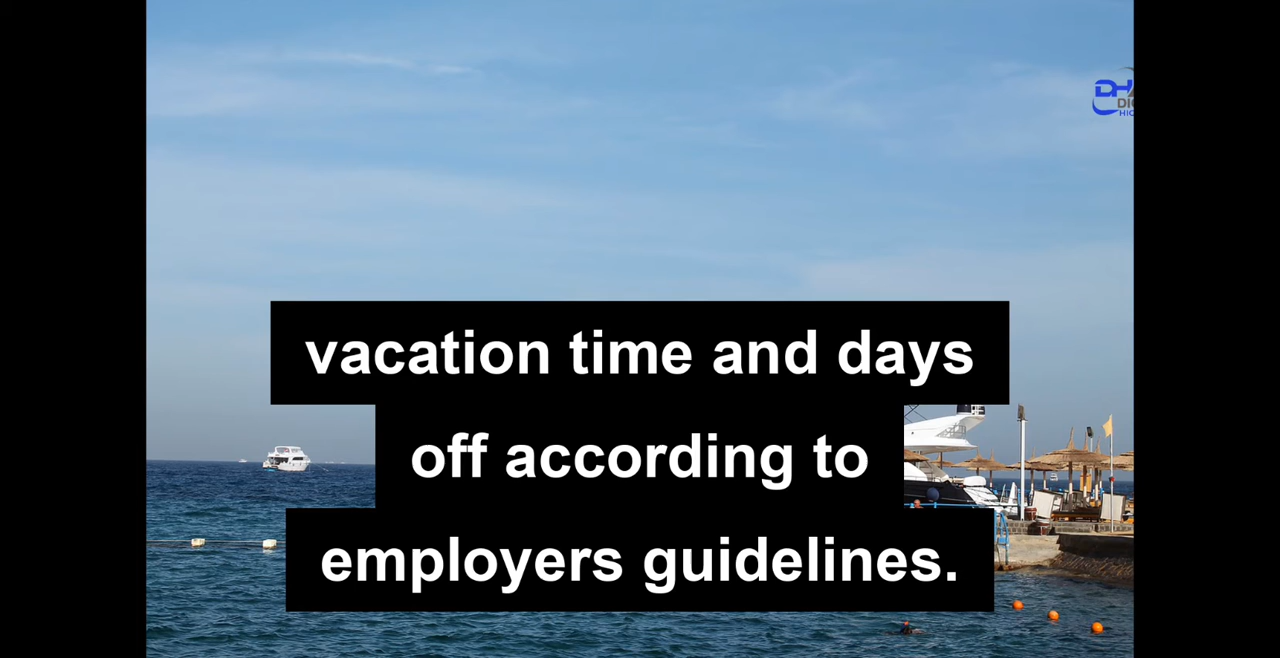 vacation time and days
off according to
employers guidelines.